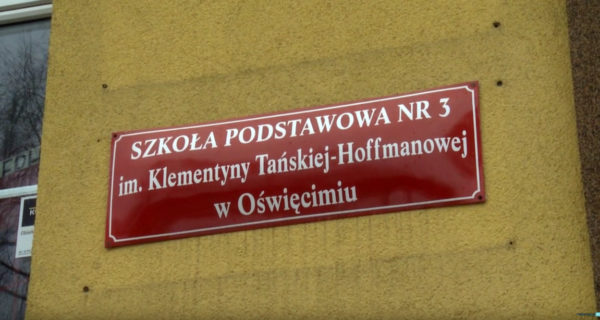 SZKOŁA PODSTAWOWA NR 3
im. Klementyny Tańskiej-Hoffmanowej
w Oświęcimiu